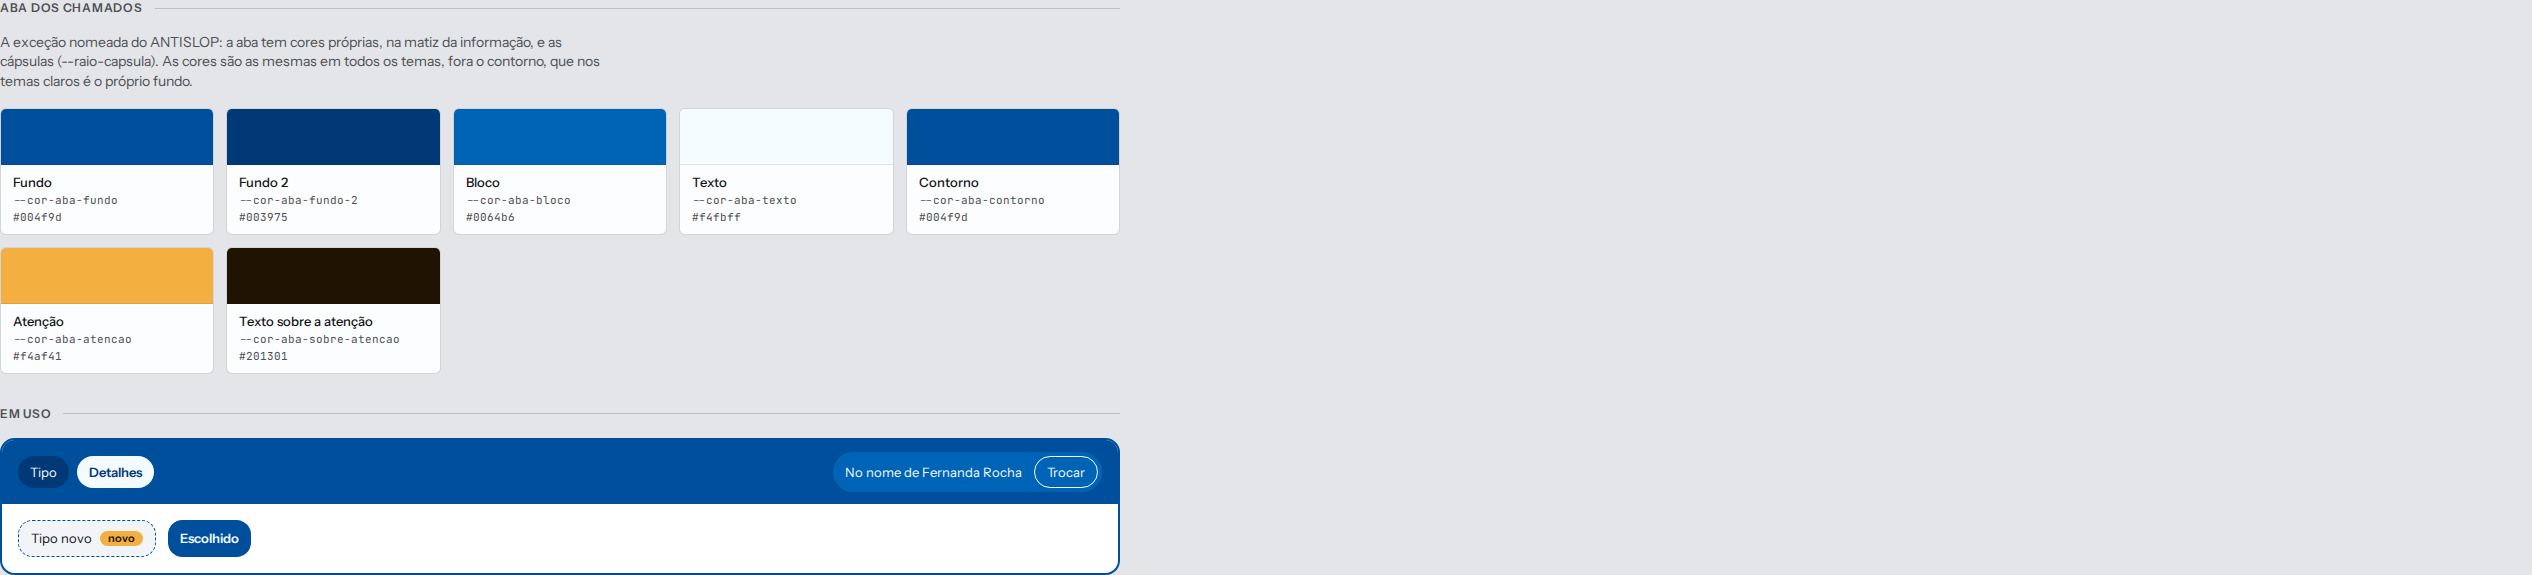 ABA DOS CHAMADOS
A exceção nomeada do ANTISLOP: a aba tem cores próprias, na matiz da informação, e as
cápsulas (--raio-capsula). As cores são as mesmas em todos os temas, fora o contorno, que nos
temas claros é o próprio fundo.
Fundo
--cor-aba-fundo
#004f9d
Fundo 2
--cor-aba-fundo-2
#003975
Bloco
--cor-aba-bloco
#0064b6
Texto
--cor-aba-texto
#f4fbff
Contorno
--cor-aba-contorno
#004f9d
Atenção
--cor-aba-atencao
#f4af41
Texto sobre a atenção
--cor-aba-sobre-atencao
#201301
EM USO
Tipo Detalhes No nome de Fernanda Rocha Trocar
Tipo novo novo Escolhido